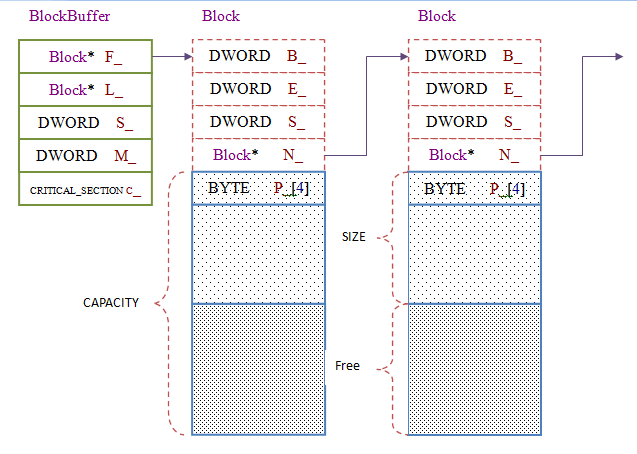 BlockBuffer
Block* F_
Block* L_
DWORD S_
DWORD M_
CRITICAL_SECTION C_
Block
DWORD B_
DWORD E_
DWORD S_
Block* N_
BYTE P_[4]
CAPACITY
Block
DWORD B_
DWORD E_
DWORD S_
Block* N_
BYTE P_[4]
SIZE
Free